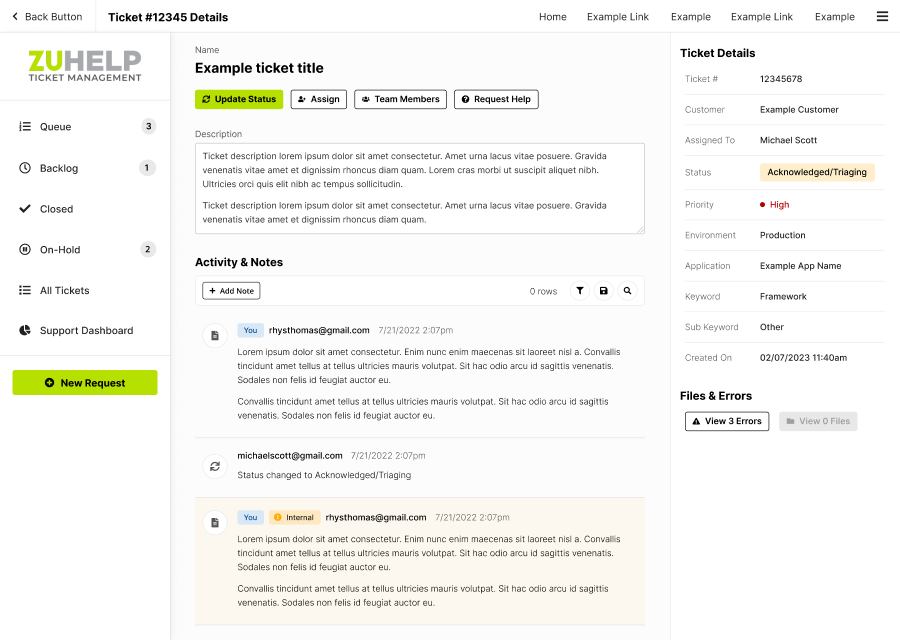 Back Button
Ticket #12345 Details
Home
Example Link
Example
Example Link
Example
ZUHELP
TICKET MANAGEMENT
Queue 3
Backlog 1
Closed
On-Hold 2
All Tickets
Support Dashboard
New Request
Name
Example ticket title
Update Status
Assign
Team Members
Request Help
Description
Ticket description lorem ipsum dolor sit amet consectetur. Amet urna lacus vitae posuere. Gravida
venenatis vitae amet et dignissim rhoncus diam quam. Lorem cras morbi ut suscipit aliquet nibh.
Ultricies orci quis elit nibh ac tempus sollicitudin.
Ticket description lorem ipsum dolor sit amet consectetur. Amet urna lacus vitae posuere. Gravida
venenatis vitae amet et dignissim rhoncus diam quam.
Activity & Notes
Add Note
0 rows
You rhysthomas@gmail.com 7/21/2022 2:07pm
Lorem ipsum dolor sit amet consectetur. Enim nunc enim maecenas sit laoreet nisl a. Convallis
tincidunt amet tellus at tellus ultricies mauris volutpat. Sit hac odio arcu id sagittis venenatis.
Sodales non felis id feugiat auctor eu.
Convallis tincidunt amet tellus at tellus ultricies mauris volutpat. Sit hac odio arcu id sagittis
venenatis. Sodales non felis id feugiat auctor eu.
michaelscott@gmail.com 7/21/2022 2:07pm
Status changed to Acknowledged/Triaging
You Internal rhysthomas@gmail.com 7/21/2022 2:07pm
Lorem ipsum dolor sit amet consectetur. Enim nunc enim maecenas sit laoreet nisl a. Convallis
tincidunt amet tellus at tellus ultricies mauris volutpat. Sit hac odio arcu id sagittis venenatis.
Sodales non felis id feugiat auctor eu.
Convallis tincidunt amet tellus at tellus ultricies mauris volutpat. Sit hac odio arcu id sagittis
venenatis. Sodales non felis id feugiat auctor eu.
Ticket Details
Ticket # 12345678
Customer Example Customer
Assigned To Michael Scott
Status Acknowledged/Triaging
Priority High
Environment Production
Application Example App Name
Keyword Framework
Sub Keyword Other
Created On 02/07/2023 11:40am
Files & Errors
View 3 Errors
View 0 Files